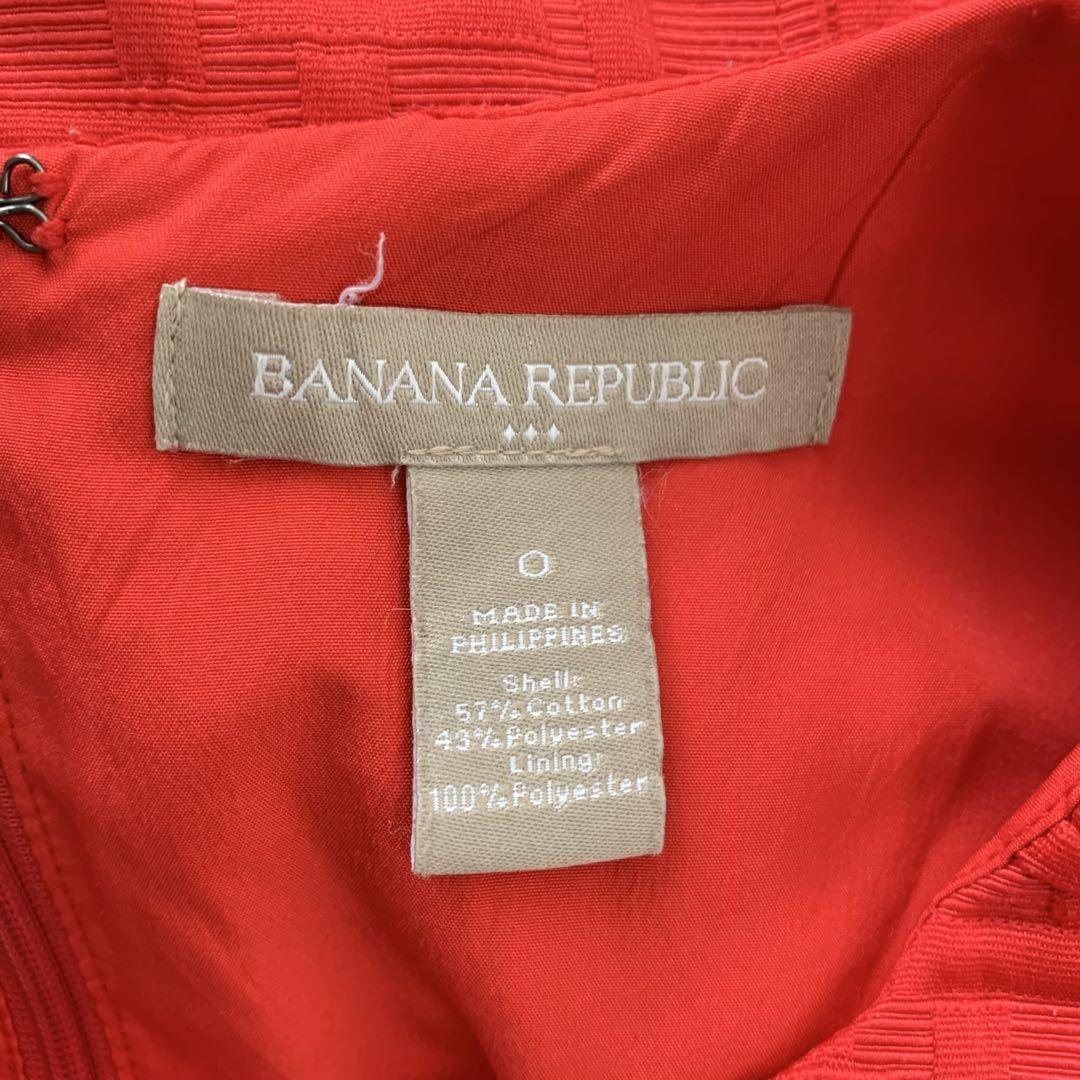 BANANA REPUBLIC
0
MADE IN
PHILIPPINES
Shell:
57% Cotton
43% Polyester
Lining:
100% Polyester